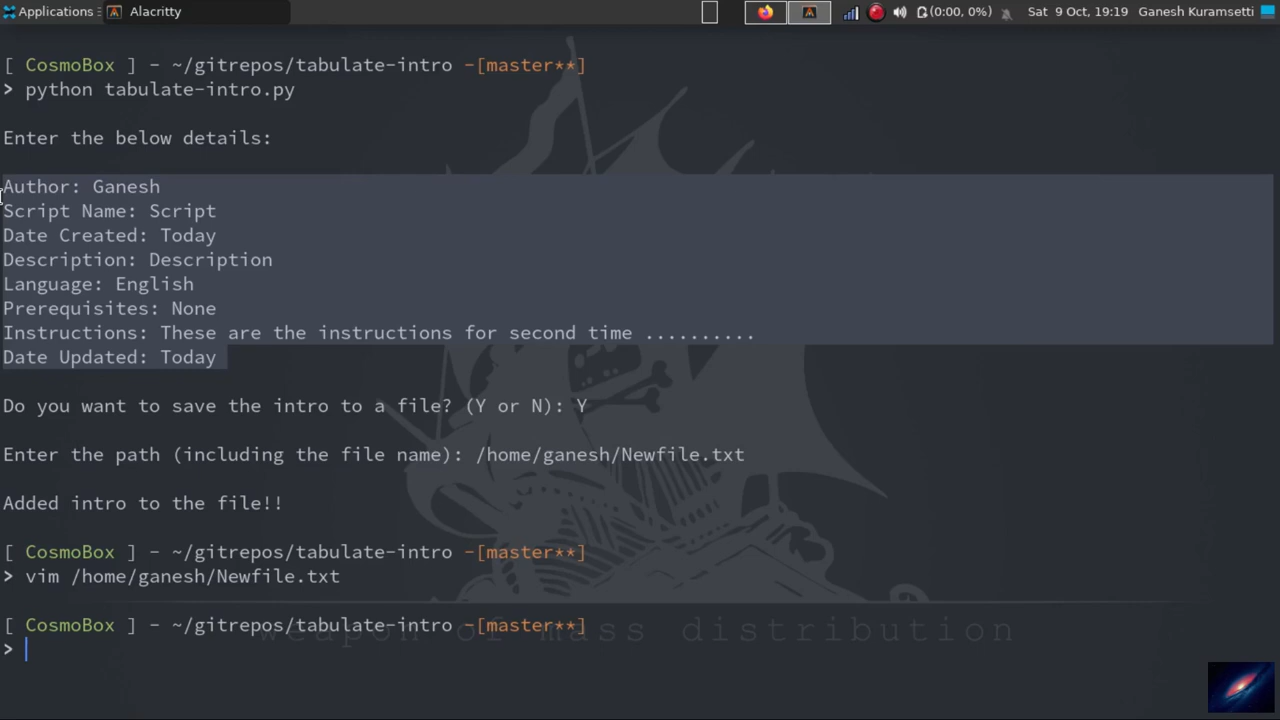 Applications
Alacritty
(0:00, 0%)
Sat 9 Oct, 19:19
Ganesh Kuramsetti
[ CosmoBox ] - ~/gitrepos/tabulate-intro -[master**]
> python tabulate-intro.py
Enter the below details:
Author: Ganesh
Script Name: Script
Date Created: Today
Description: Description
Language: English
Prerequisites: None
Instructions: These are the instructions for second time ..........
Date Updated: Today
Do you want to save the intro to a file? (Y or N): Y
Enter the path (including the file name): /home/ganesh/Newfile.txt
Added intro to the file!!
[ CosmoBox ] - ~/gitrepos/tabulate-intro -[master**]
> vim /home/ganesh/Newfile.txt
[ CosmoBox ] - ~/gitrepos/tabulate-intro -[master**]
weapon of mass distribution
>